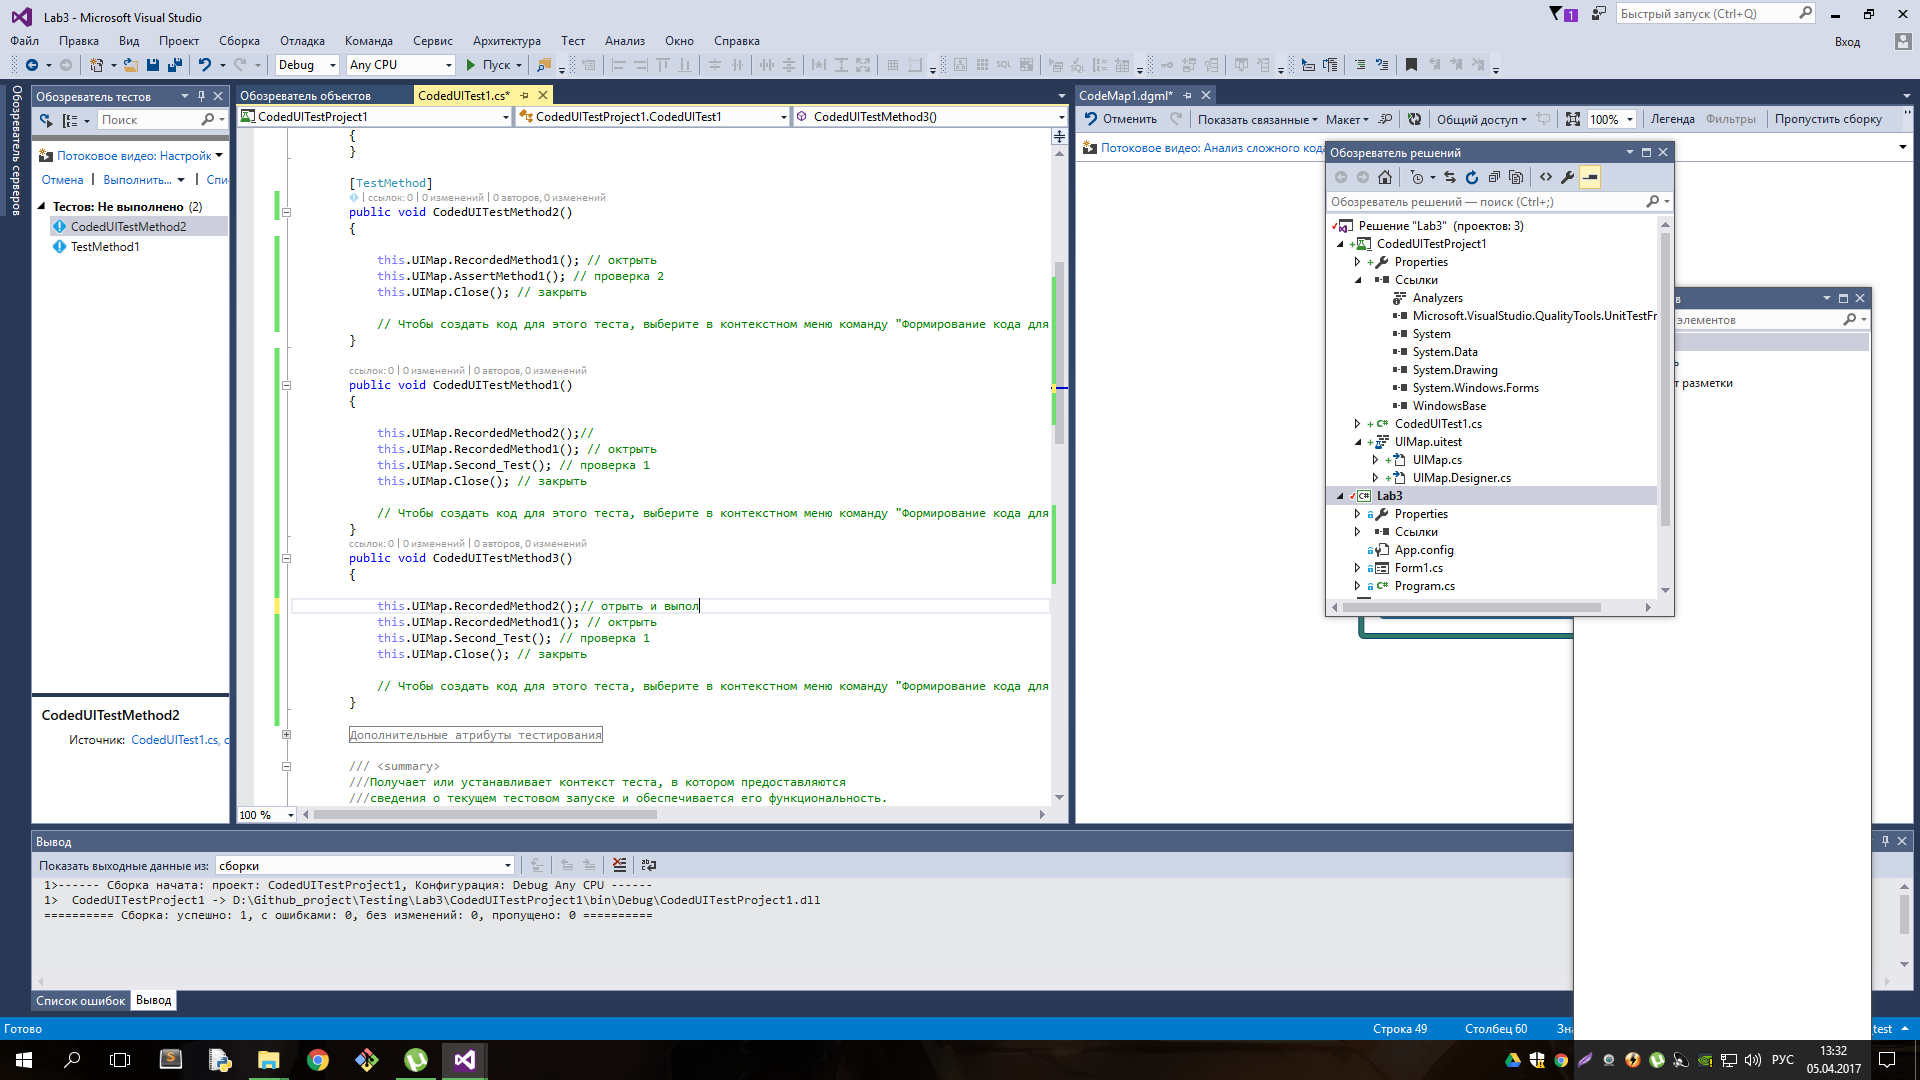 Lab3 - Microsoft Visual Studio
1
Быстрый запуск (Ctrl+Q)
Файл Правка Вид Проект Сборка Отладка Команда Сервис Архитектура Тест Анализ Окно Справка
Вход
Debug Any CPU Пуск
Обозреватель серверов
Обозреватель тестов
Поиск
Потоковое видео: Настройк
Отмена | Выполнить... | Спи
Тестов: Не выполнено (2)
CodedUITestMethod2
TestMethod1
CodedUITestMethod2
Источник: CodedUITest1.cs, с
Обозреватель объектов CodedUITest1.cs*
CodedUITestProject1 CodedUITestProject1.CodedUITest1 CodedUITestMethod3()
{
}
[TestMethod]
| ссылок: 0 | 0 изменений | 0 авторов, 0 изменений
public void CodedUITestMethod2()
{
this.UIMap.RecordedMethod1(); // октрыть
this.UIMap.AssertMethod1(); // проверка 2
this.UIMap.Close(); // закрыть
// Чтобы создать код для этого теста, выберите в контекстном меню команду "Формирование кода для
}
ссылок: 0 | 0 изменений | 0 авторов, 0 изменений
public void CodedUITestMethod1()
{
this.UIMap.RecordedMethod2();//
this.UIMap.RecordedMethod1(); // октрыть
this.UIMap.Second_Test(); // проверка 1
this.UIMap.Close(); // закрыть
// Чтобы создать код для этого теста, выберите в контекстном меню команду "Формирование кода для
}
ссылок: 0 | 0 изменений | 0 авторов, 0 изменений
public void CodedUITestMethod3()
{
this.UIMap.RecordedMethod2();// отрыть и выпол
this.UIMap.RecordedMethod1(); // октрыть
this.UIMap.Second_Test(); // проверка 1
this.UIMap.Close(); // закрыть
// Чтобы создать код для этого теста, выберите в контекстном меню команду "Формирование кода для
}
Дополнительные атрибуты тестирования
/// <summary>
///Получает или устанавливает контекст теста, в котором предоставляются
///сведения о текущем тестовом запуске и обеспечивается его функциональность.
100 %
CodeMap1.dgml*
Отменить Показать связанные Макет Общий доступ 100% Легенда Фильтры Пропустить сборку
Потоковое видео: Анализ сложного кода
Обозреватель решений
Обозреватель решений — поиск (Ctrl+;)
Решение "Lab3" (проектов: 3)
CodedUITestProject1
Properties
Ссылки
Analyzers
Microsoft.VisualStudio.QualityTools.UnitTestFr
System
System.Data
System.Drawing
System.Windows.Forms
WindowsBase
CodedUITest1.cs
UIMap.uitest
UIMap.cs
UIMap.Designer.cs
Lab3
Properties
Ссылки
App.config
Form1.cs
Program.cs
элементов
т разметки
Вывод
Показать выходные данные из: сборки
1>------ Сборка начата: проект: CodedUITestProject1, Конфигурация: Debug Any CPU ------
1> CodedUITestProject1 -> D:\Github_project\Testing\Lab3\CodedUITestProject1\bin\Debug\CodedUITestProject1.dll
========== Сборка: успешно: 1, с ошибками: 0, без изменений: 0, пропущено: 0 ==========
Список ошибок Вывод
Готово Строка 49 Столбец 60 Зн _test
РУС
13:32
05.04.2017